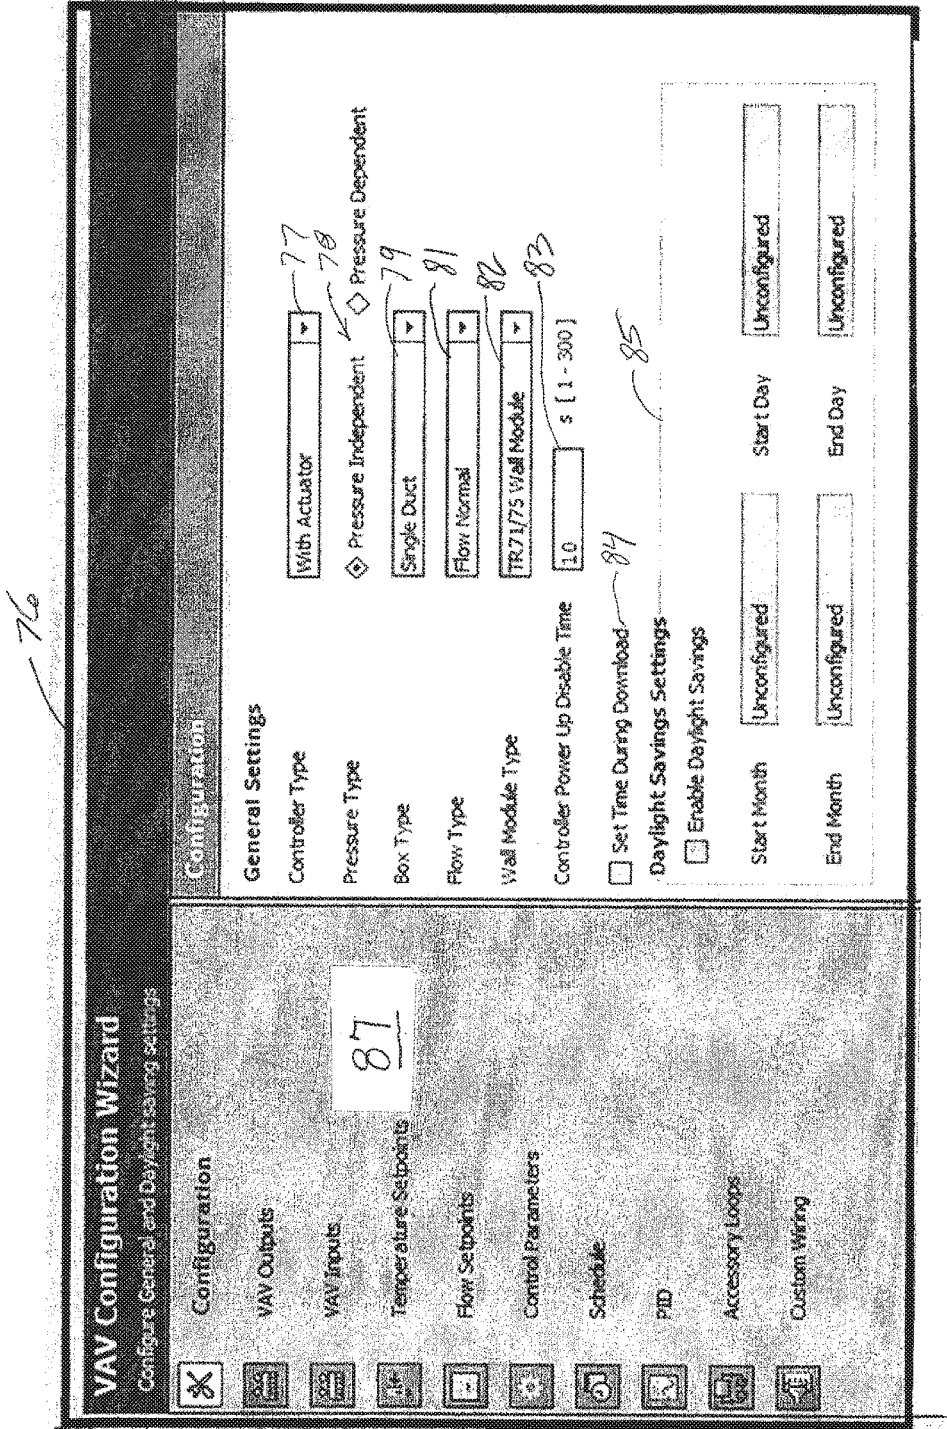 76
VAV Configuration Wizard
Configure General and Daylight saving settings
Configuration
VAV Outputs
VAV Inputs
Temperature Setpoints
87
Flow Setpoints
Control Parameters
Schedule
PID
Accessory Loops
Custom Wiring
Configuration
General Settings
Controller Type With Actuator 77
Pressure Type Pressure Independent Pressure Dependent 78
Box Type Single Duct 79
Flow Type Flow Normal 81
Wall Module Type TR71/75 Wall Module 82
Controller Power Up Disable Time 10 s [ 1 - 300 ] 83
Set Time During Download 84
Daylight Savings Settings 85
Enable Daylight Savings
Start Month Unconfigured Start Day Unconfigured
End Month Unconfigured End Day Unconfigured